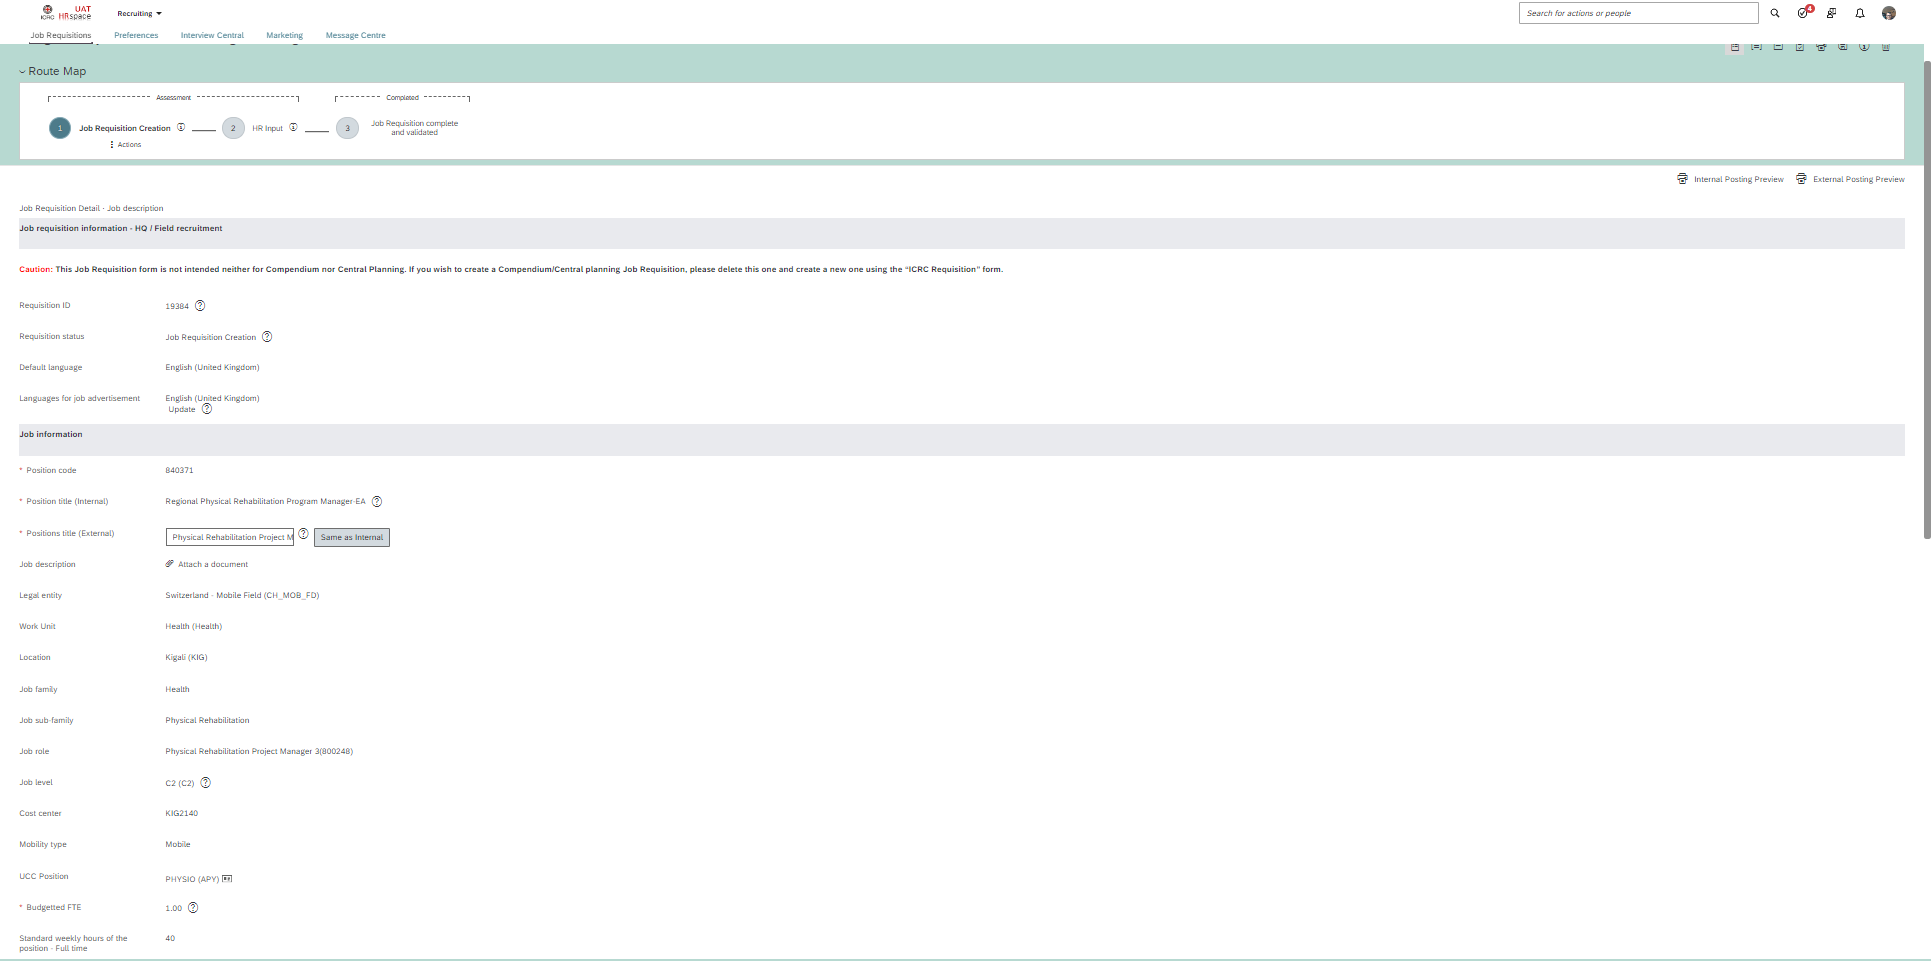 UAT
ICRC HRspace
Recruiting
Search for actions or people
4
Job Requisitions
Preferences
Interview Central
Marketing
Message Centre
Route Map
Assessment
Completed
1
Job Requisition Creation
2
HR Input
3
Job Requisition complete
and validated
Actions
Internal Posting Preview
External Posting Preview
Job Requisition Detail - Job description
Job requisition information - HQ / Field recruitment
Caution: This Job Requisition form is not intended neither for Compendium nor Central Planning. If you wish to create a Compendium/Central planning Job Requisition, please delete this one and create a new one using the "ICRC Requisition" form.
Requisition ID
19384
Requisition status
Job Requisition Creation
Default language
English (United Kingdom)
Languages for job advertisement
English (United Kingdom)
Update
Job information
* Position code
840371
* Position title (Internal)
Regional Physical Rehabilitation Program Manager-EA
* Positions title (External)
Physical Rehabilitation Project M
Same as Internal
Job description
Attach a document
Legal entity
Switzerland - Mobile Field (CH_MOB_FD)
Work Unit
Health (Health)
Location
Kigali (KIG)
Job family
Health
Job sub-family
Physical Rehabilitation
Job role
Physical Rehabilitation Project Manager 3(800248)
Job level
C2 (C2)
Cost center
KIG2140
Mobility type
Mobile
UCC Position
PHYSIO (APY)
* Budgetted FTE
1.00
Standard weekly hours of the
position - Full time
40